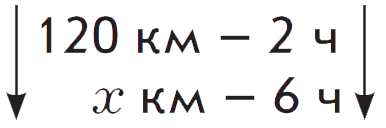 120 км – 2 ч
x км – 6 ч